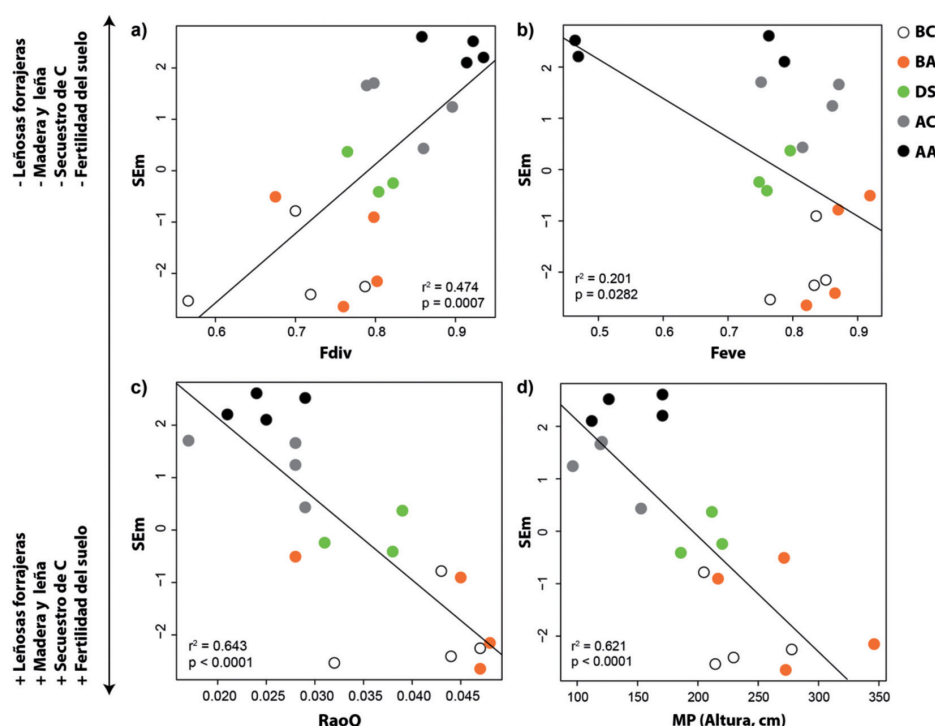 - Leñosas forrajeras
- Madera y leña
- Secuestro de C
- Fertilidad del suelo
+ Leñosas forrajeras
+ Madera y leña
+ Secuestro de C
+ Fertilidad del suelo
a)
SEm
2
1
0
-1
-2
r² = 0.474
p = 0.0007
0.6 0.7 0.8 0.9
Fdiv
b)
SEm
2
1
0
-1
-2
r² = 0.201
p = 0.0282
0.5 0.6 0.7 0.8 0.9
Feve
BC
BA
DS
AC
AA
c)
SEm
2
1
0
-1
-2
r² = 0.643
p < 0.0001
0.020 0.025 0.030 0.035 0.040 0.045
RaoQ
d)
SEm
2
1
0
-1
-2
r² = 0.621
p < 0.0001
100 150 200 250 300 350
MP (Altura, cm)